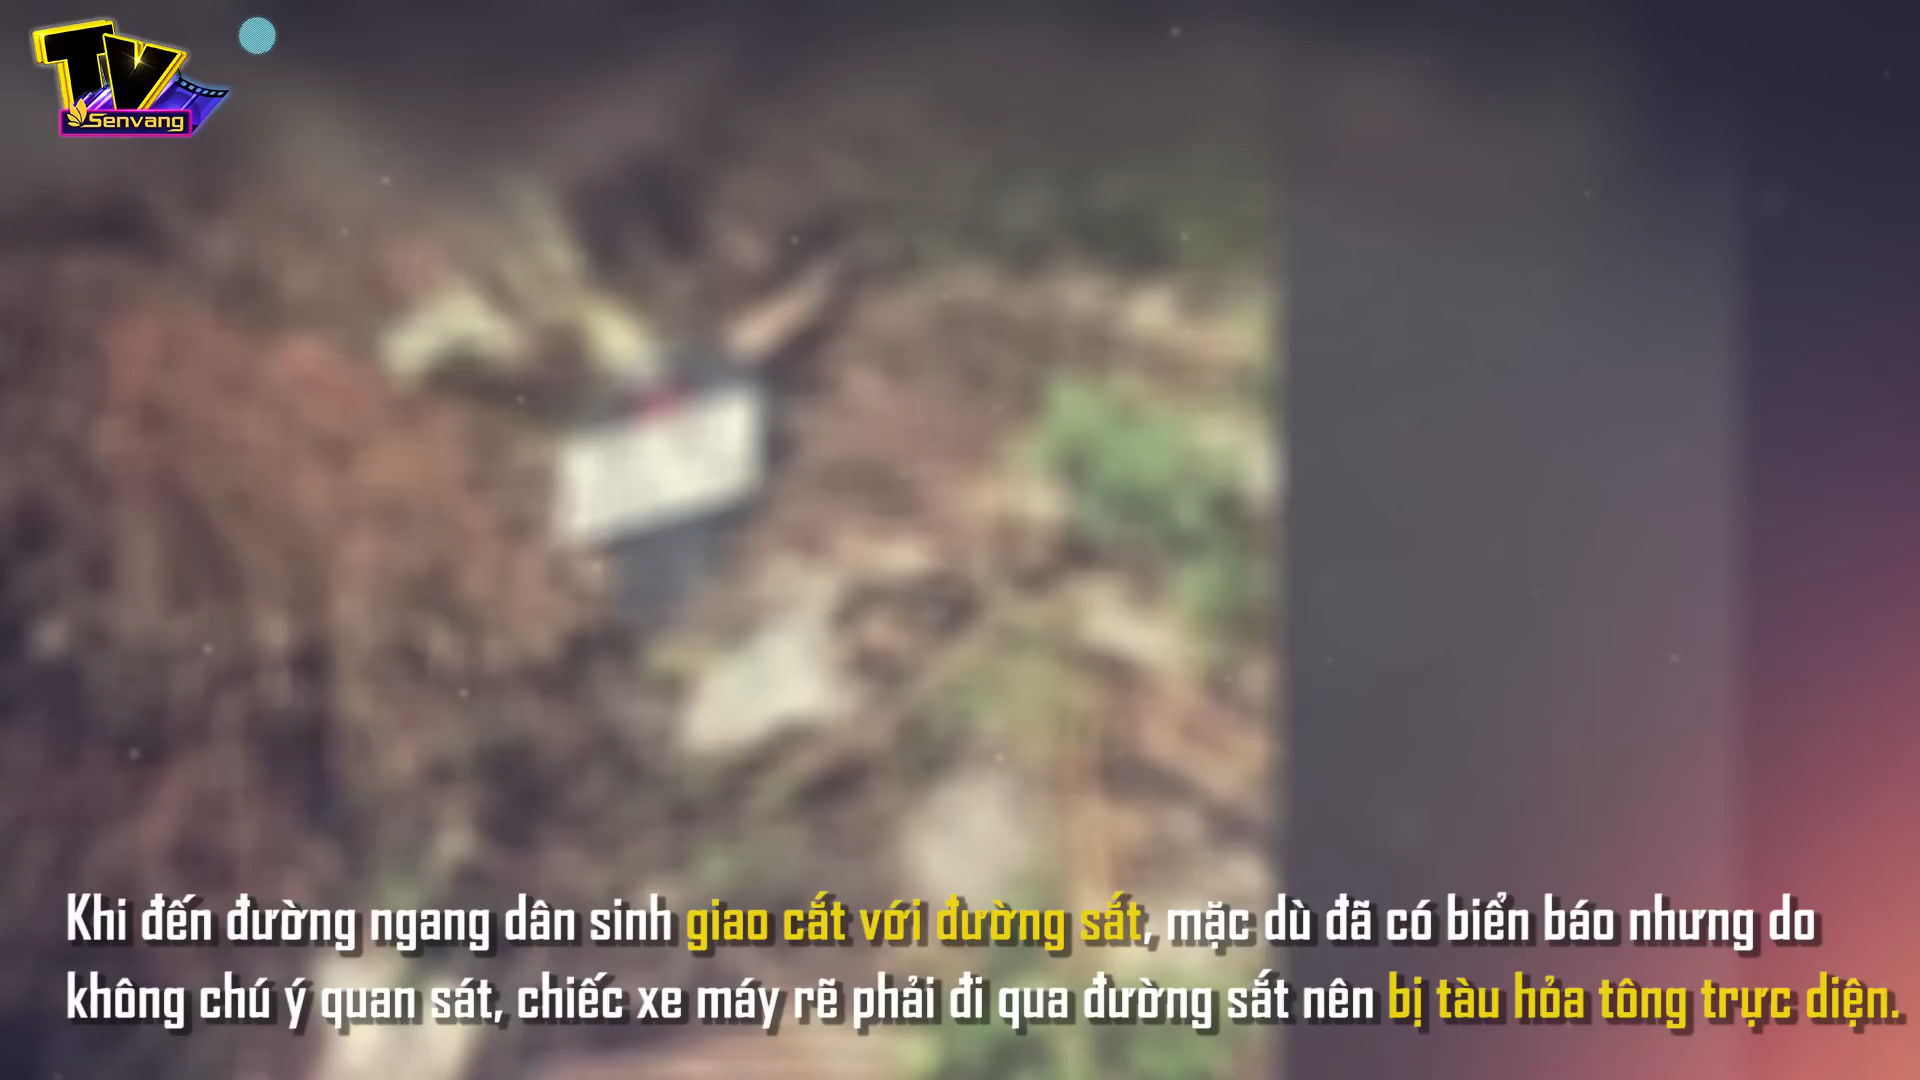 TV
Senvang
Khi đến đường ngang dân sinh giao cắt với đường sắt, mặc dù đã có biển báo nhưng do
không chú ý quan sát, chiếc xe máy rẽ phải đi qua đường sắt nên bị tàu hỏa tông trực diện.